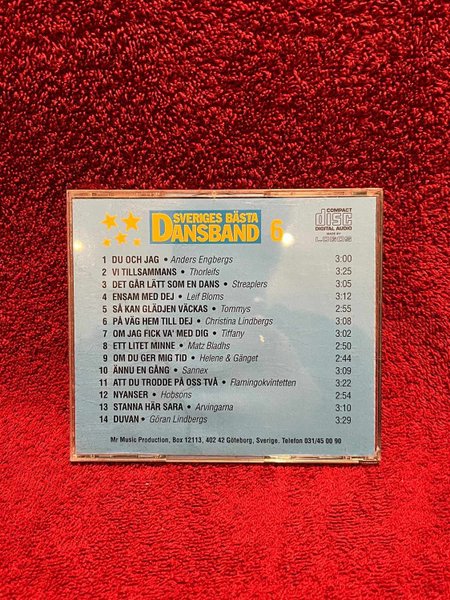 SVERIGES BÄSTA
DANSBAND 6
COMPACT
disc
DIGITAL AUDIO
MADE BY
LOGOS
1 DU OCH JAG • Anders Engbergs 3:00
2 VI TILLSAMMANS • Thorleifs 3:25
3 DET GÅR LÄTT SOM EN DANS • Streaplers 3:05
4 ENSAM MED DEJ • Leif Bloms 3:12
5 SÅ KAN GLÄDJEN VÄCKAS • Tommys 2:55
6 PÅ VÄG HEM TILL DEJ • Christina Lindbergs 3:08
7 OM JAG FICK VA' MED DIG • Tiffany 3:02
8 ETT LITET MINNE • Matz Bladhs 2:50
9 OM DU GER MIG TID • Helene & Gänget 2:44
10 ÄNNU EN GÅNG • Sannex 3:09
11 ATT DU TRODDE PÅ OSS TVÅ • Flamingokvintetten 3:22
12 NYANSER • Hobsons 2:54
13 STANNA HÄR SARA • Arvingarna 3:10
14 DUVAN • Göran Lindbergs 3:29
Mr Music Production, Box 12113, 402 42 Göteborg, Sverige. Telefon 031/45 00 90